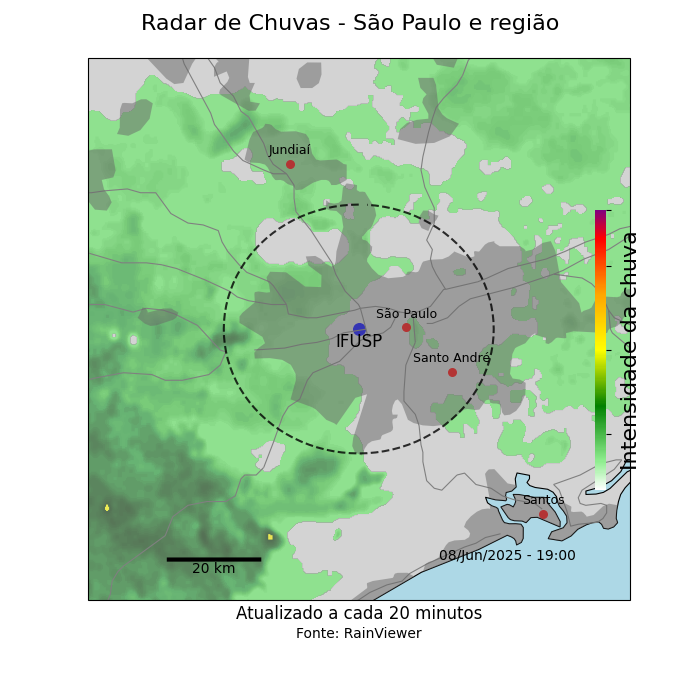 Radar de Chuvas - São Paulo e região
Jundiaí
São Paulo
IFUSP
Santo André
Intensidade da chuva
Santos
08/Jun/2025 - 19:00
20 km
Atualizado a cada 20 minutos
Fonte: RainViewer